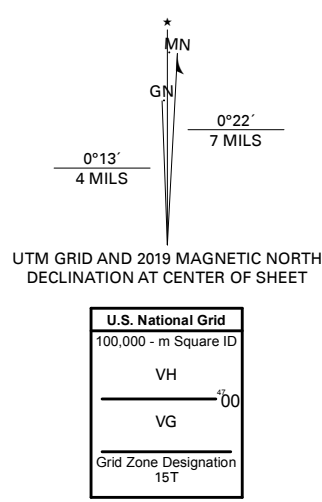 ★
MN
GN
0°22´
7 MILS
0°13´
4 MILS
UTM GRID AND 2019 MAGNETIC NORTH
DECLINATION AT CENTER OF SHEET
U.S. National Grid
100,000 - m Square ID
VH
47 00
VG
Grid Zone Designation
15T